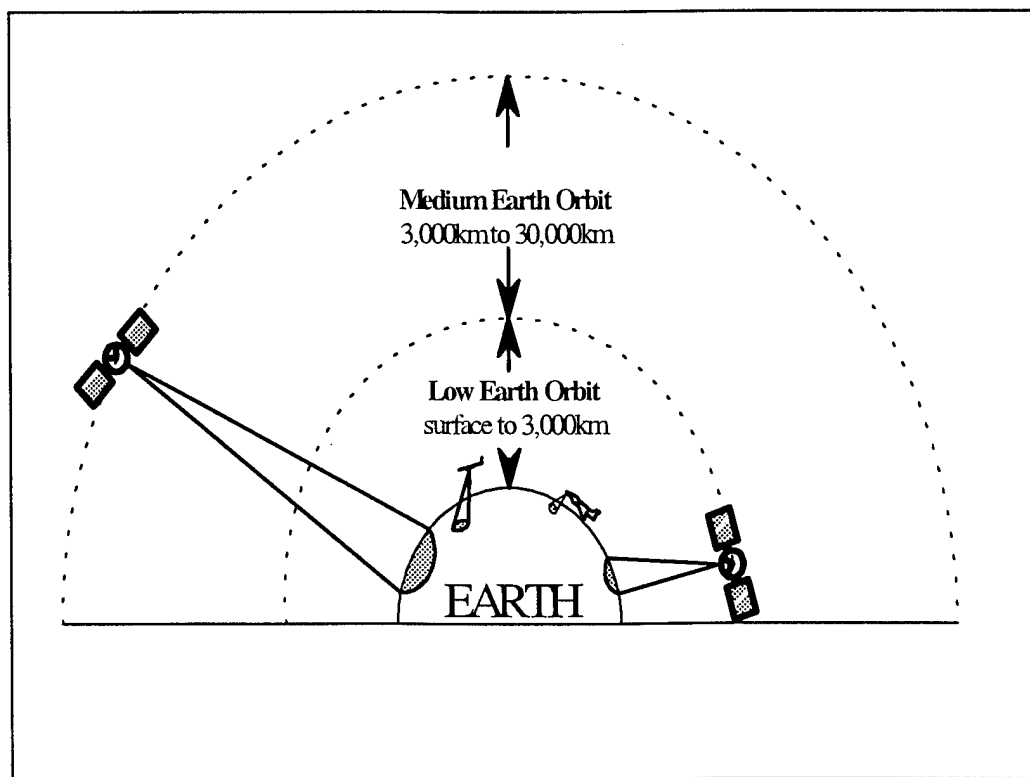 Medium Earth Orbit
3,000km to 30,000km
Low Earth Orbit
surface to 3,000km
EARTH